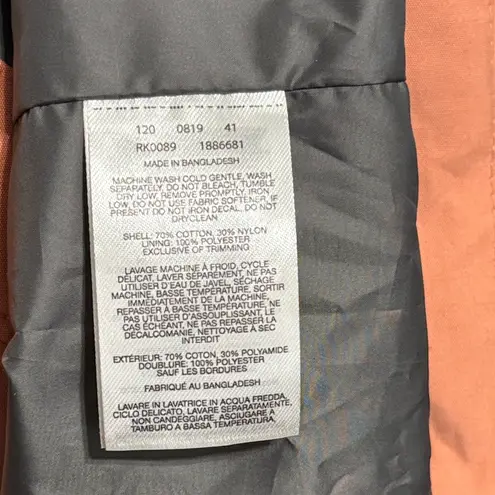 120 0819 41
RK0089 1886681
MADE IN BANGLADESH
MACHINE WASH COLD GENTLE, WASH
SEPARATELY, DO NOT BLEACH, TUMBLE
DRY LOW, REMOVE PROMPTLY, IRON
LOW, DO NOT USE FABRIC SOFTENER, IF
PRESENT DO NOT IRON DECAL, DO NOT
DRYCLEAN
SHELL: 70% COTTON, 30% NYLON
LINING: 100% POLYESTER
EXCLUSIVE OF TRIMMING
LAVAGE MACHINE À FROID, CYCLE
DÉLICAT, LAVER SÉPARÉMENT, NE PAS
UTILISER D'EAU DE JAVEL, SÉCHAGE
MACHINE, BASSE TEMPÉRATURE, SORTIR
IMMÉDIATEMENT DE LA MACHINE,
REPASSER À BASSE TEMPÉRATURE, NE
PAS UTILISER D'ASSOUPLISSANT, LE
CAS ÉCHÉANT, NE PAS REPASSER LA
DÉCALCOMANIE, NETTOYAGE À SEC
INTERDIT
EXTÉRIEUR: 70% COTON, 30% POLYAMIDE
DOUBLURE: 100% POLYESTER
SAUF LES BORDURES
FABRIQUÉ AU BANGLADESH
LAVARE IN LAVATRICE IN ACQUA FREDDA,
CICLO DELICATO, LAVARE SEPARATAMENTE,
NON CANDEGGIARE, ASCIUGARE A
TAMBURO A BASSA TEMPERATURA